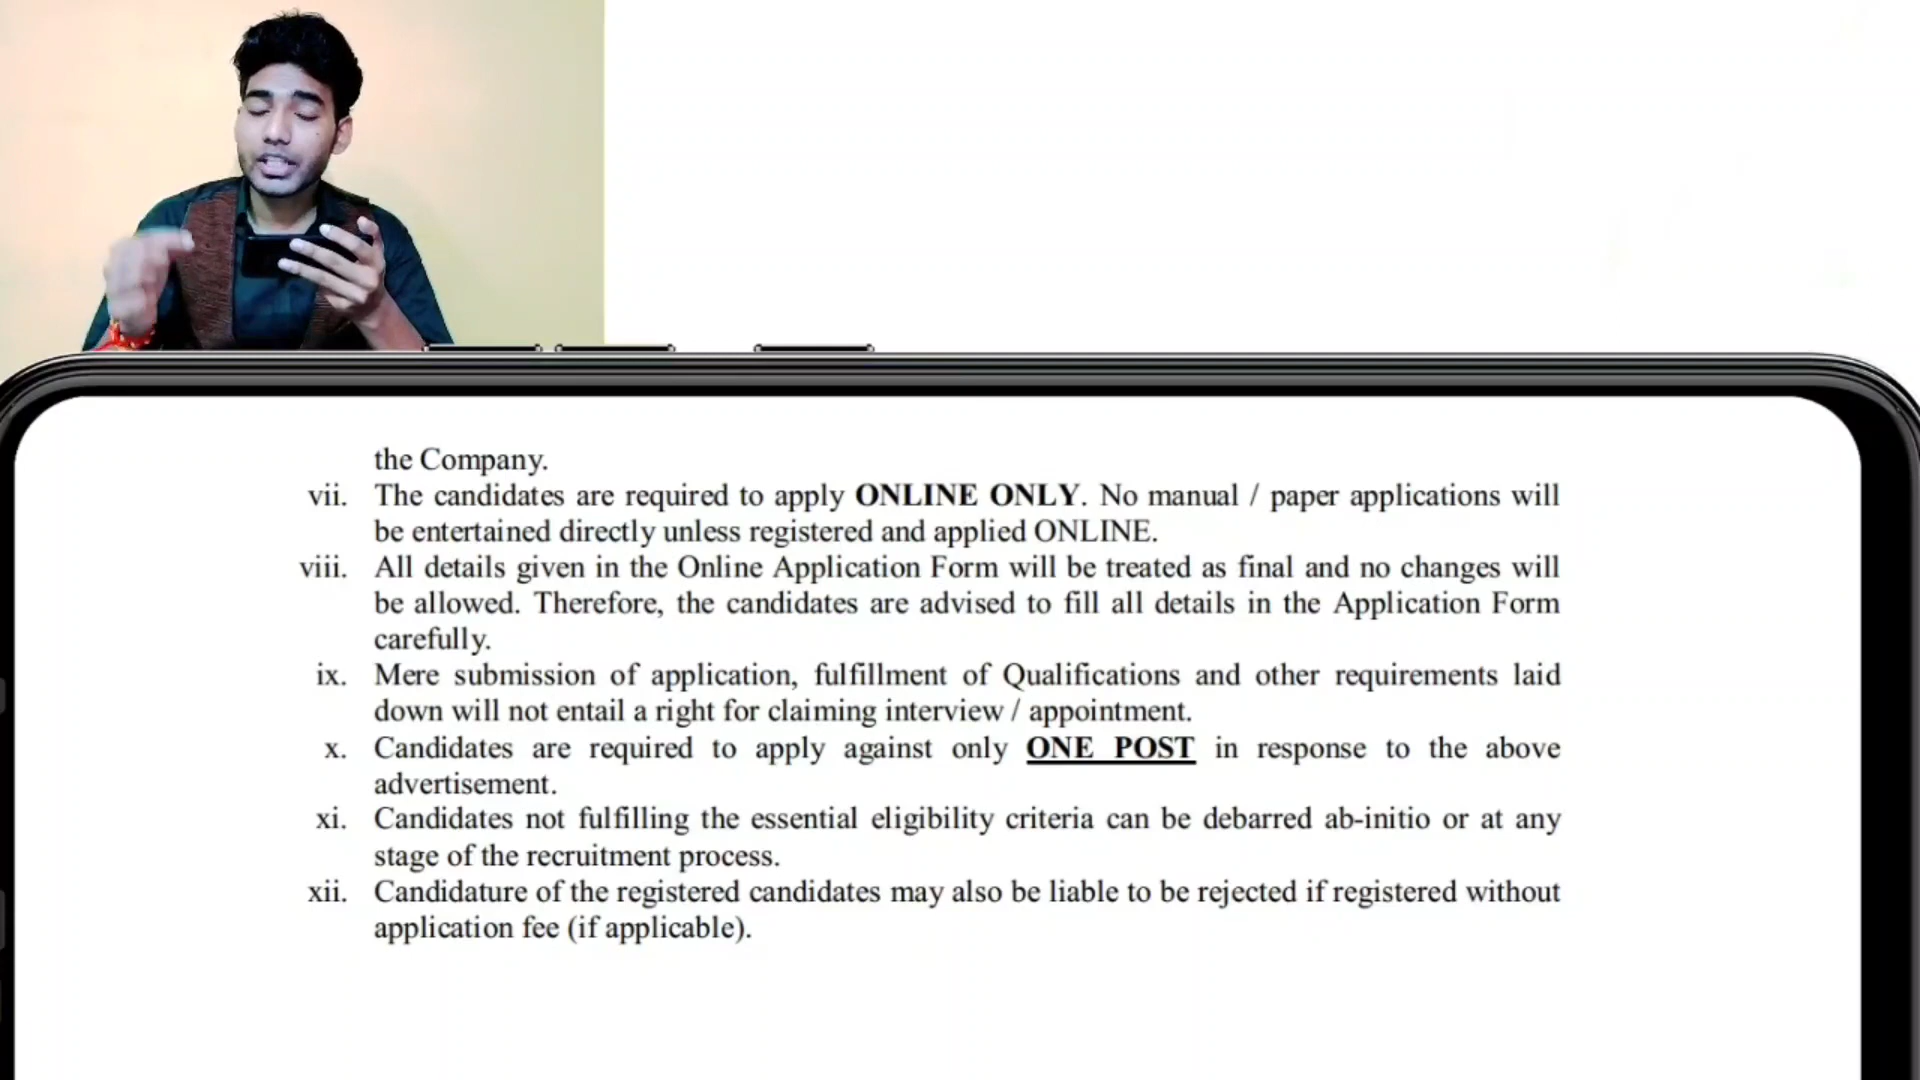 the Company.
vii. The candidates are required to apply ONLINE ONLY. No manual / paper applications will
be entertained directly unless registered and applied ONLINE.
viii. All details given in the Online Application Form will be treated as final and no changes will
be allowed. Therefore, the candidates are advised to fill all details in the Application Form
carefully.
ix. Mere submission of application, fulfillment of Qualifications and other requirements laid
down will not entail a right for claiming interview / appointment.
x. Candidates are required to apply against only ONE POST in response to the above
advertisement.
xi. Candidates not fulfilling the essential eligibility criteria can be debarred ab-initio or at any
stage of the recruitment process.
xii. Candidature of the registered candidates may also be liable to be rejected if registered without
application fee (if applicable).